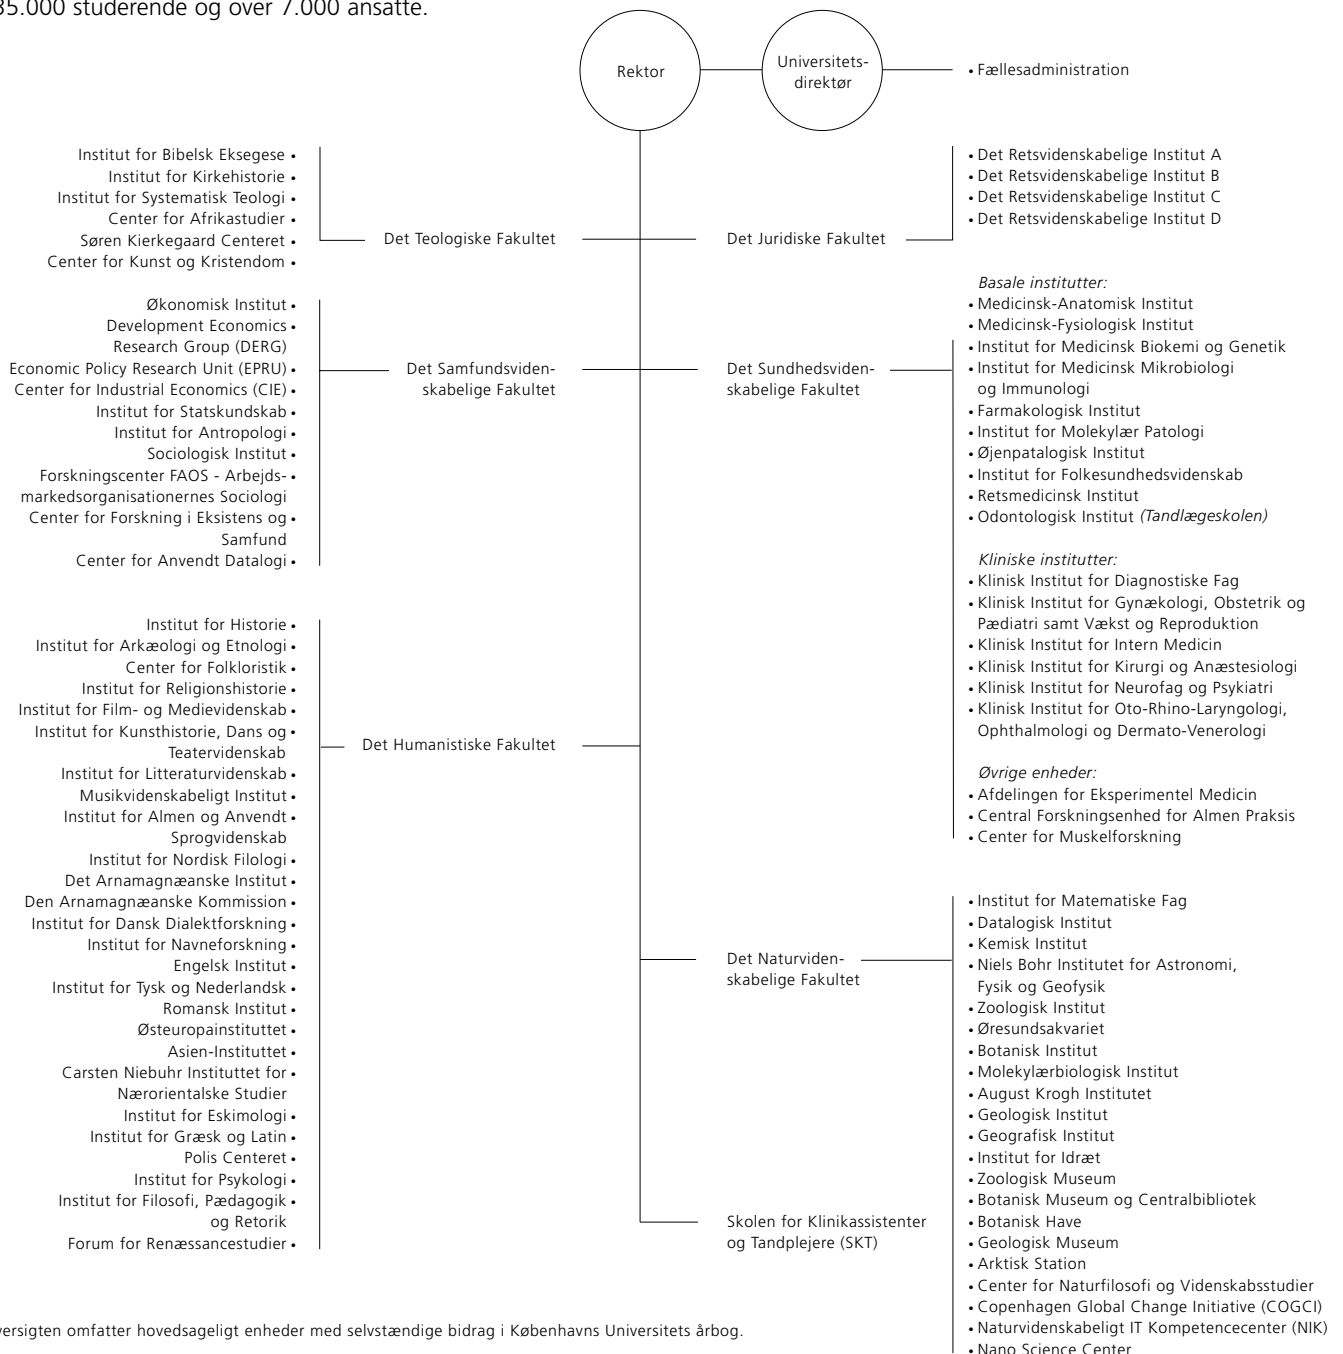 35.000 studerende og over 7.000 ansatte.
Rektor
Universitets-
direktør
• Fællesadministration
Institut for Bibelsk Eksegese •
Institut for Kirkehistorie •
Institut for Systematisk Teologi •
Center for Afrikastudier •
Søren Kierkegaard Centeret •
Center for Kunst og Kristendom •
Det Teologiske Fakultet
Det Juridiske Fakultet
• Det Retsvidenskabelige Institut A
• Det Retsvidenskabelige Institut B
• Det Retsvidenskabelige Institut C
• Det Retsvidenskabelige Institut D
Økonomisk Institut •
Development Economics •
Research Group (DERG)
Economic Policy Research Unit (EPRU) •
Center for Industrial Economics (CIE) •
Institut for Statskundskab •
Institut for Antropologi •
Sociologisk Institut •
Forskningscenter FAOS - Arbejds- •
markedsorganisationernes Sociologi
Center for Forskning i Eksistens og •
Samfund
Center for Anvendt Datalogi •
Det Samfundsviden-
skabelige Fakultet
Det Sundhedsviden-
skabelige Fakultet
Basale institutter:
• Medicinsk-Anatomisk Institut
• Medicinsk-Fysiologisk Institut
• Institut for Medicinsk Biokemi og Genetik
• Institut for Medicinsk Mikrobiologi
og Immunologi
• Farmakologisk Institut
• Institut for Molekylær Patologi
• Øjenpatalogisk Institut
• Institut for Folkesundhedsvidenskab
• Retsmedicinsk Institut
• Odontologisk Institut (Tandlægeskolen)
Kliniske institutter:
• Klinisk Institut for Diagnostiske Fag
• Klinisk Institut for Gynækologi, Obstetrik og
Pædiatri samt Vækst og Reproduktion
• Klinisk Institut for Intern Medicin
• Klinisk Institut for Kirurgi og Anæstesiologi
• Klinisk Institut for Neurofag og Psykiatri
• Klinisk Institut for Oto-Rhino-Laryngologi,
Ophthalmologi og Dermato-Venerologi
Øvrige enheder:
• Afdelingen for Eksperimentel Medicin
• Central Forskningsenhed for Almen Praksis
• Center for Muskelforskning
Institut for Historie •
Institut for Arkæologi og Etnologi •
Center for Folkloristik •
Institut for Religionshistorie •
Institut for Film- og Medievidenskab •
Institut for Kunsthistorie, Dans og •
Teatervidenskab
Institut for Litteraturvidenskab •
Musikvidenskabeligt Institut •
Institut for Almen og Anvendt •
Sprogvidenskab
Institut for Nordisk Filologi •
Det Arnamagnæanske Institut •
Den Arnamagnæanske Kommission •
Institut for Dansk Dialektforskning •
Institut for Navneforskning •
Engelsk Institut •
Institut for Tysk og Nederlandsk •
Romansk Institut •
Østeuropainstituttet •
Asien-Instituttet •
Carsten Niebuhr Instituttet for •
Nærorientalske Studier
Institut for Eskimologi •
Institut for Græsk og Latin •
Polis Centeret •
Institut for Psykologi •
Institut for Filosofi, Pædagogik •
og Retorik
Forum for Renæssancestudier •
Det Humanistiske Fakultet
Det Naturviden-
skabelige Fakultet
• Institut for Matematiske Fag
• Datalogisk Institut
• Kemisk Institut
• Niels Bohr Institutet for Astronomi,
Fysik og Geofysik
• Zoologisk Institut
• Øresundsakvariet
• Botanisk Institut
• Molekylærbiologisk Institut
• August Krogh Institutet
• Geologisk Institut
• Geografisk Institut
• Institut for Idræt
• Zoologisk Museum
• Botanisk Museum og Centralbibliotek
• Botanisk Have
• Geologisk Museum
• Arktisk Station
• Center for Naturfilosofi og Videnskabsstudier
• Copenhagen Global Change Initiative (COGCI)
• Naturvidenskabeligt IT Kompetencecenter (NIK)
• Nano Science Center
Skolen for Klinikassistenter
og Tandplejere (SKT)
versigten omfatter hovedsageligt enheder med selvstændige bidrag i Københavns Universitets årbog.